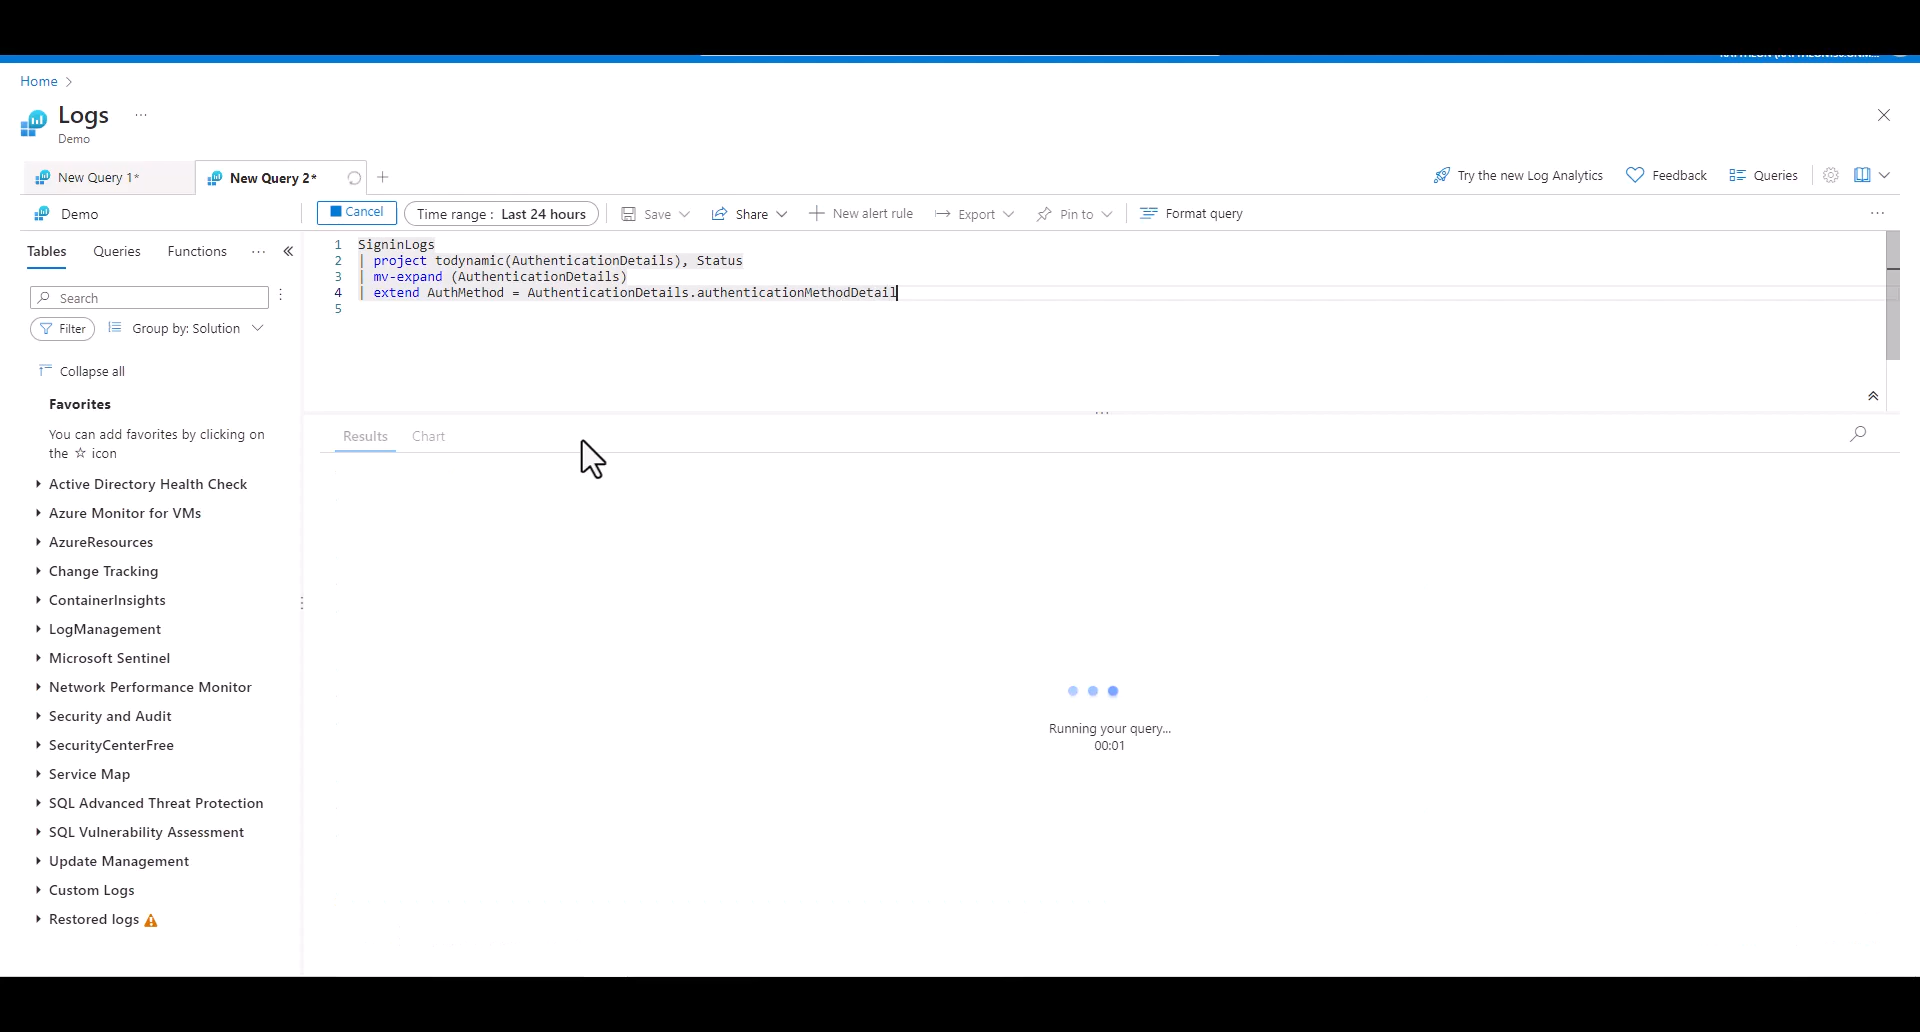 Home
Logs ...
Demo
New Query 1*
New Query 2*
Try the new Log Analytics
Feedback
Queries
Demo
Cancel
Time range : Last 24 hours
Save
Share
New alert rule
Export
Pin to
Format query
...
Tables
Queries
Functions
...
1 SigninLogs
2 | project todynamic(AuthenticationDetails), Status
3 | mv-expand (AuthenticationDetails)
4 | extend AuthMethod = AuthenticationDetails.authenticationMethodDetail
5
Search
Filter
Group by: Solution
Collapse all
Favorites
You can add favorites by clicking on
the ☆ icon
Active Directory Health Check
Azure Monitor for VMs
AzureResources
Change Tracking
ContainerInsights
LogManagement
Microsoft Sentinel
Network Performance Monitor
Security and Audit
SecurityCenterFree
Service Map
SQL Advanced Threat Protection
SQL Vulnerability Assessment
Update Management
Custom Logs
Restored logs
Results
Chart
Running your query...
00:01